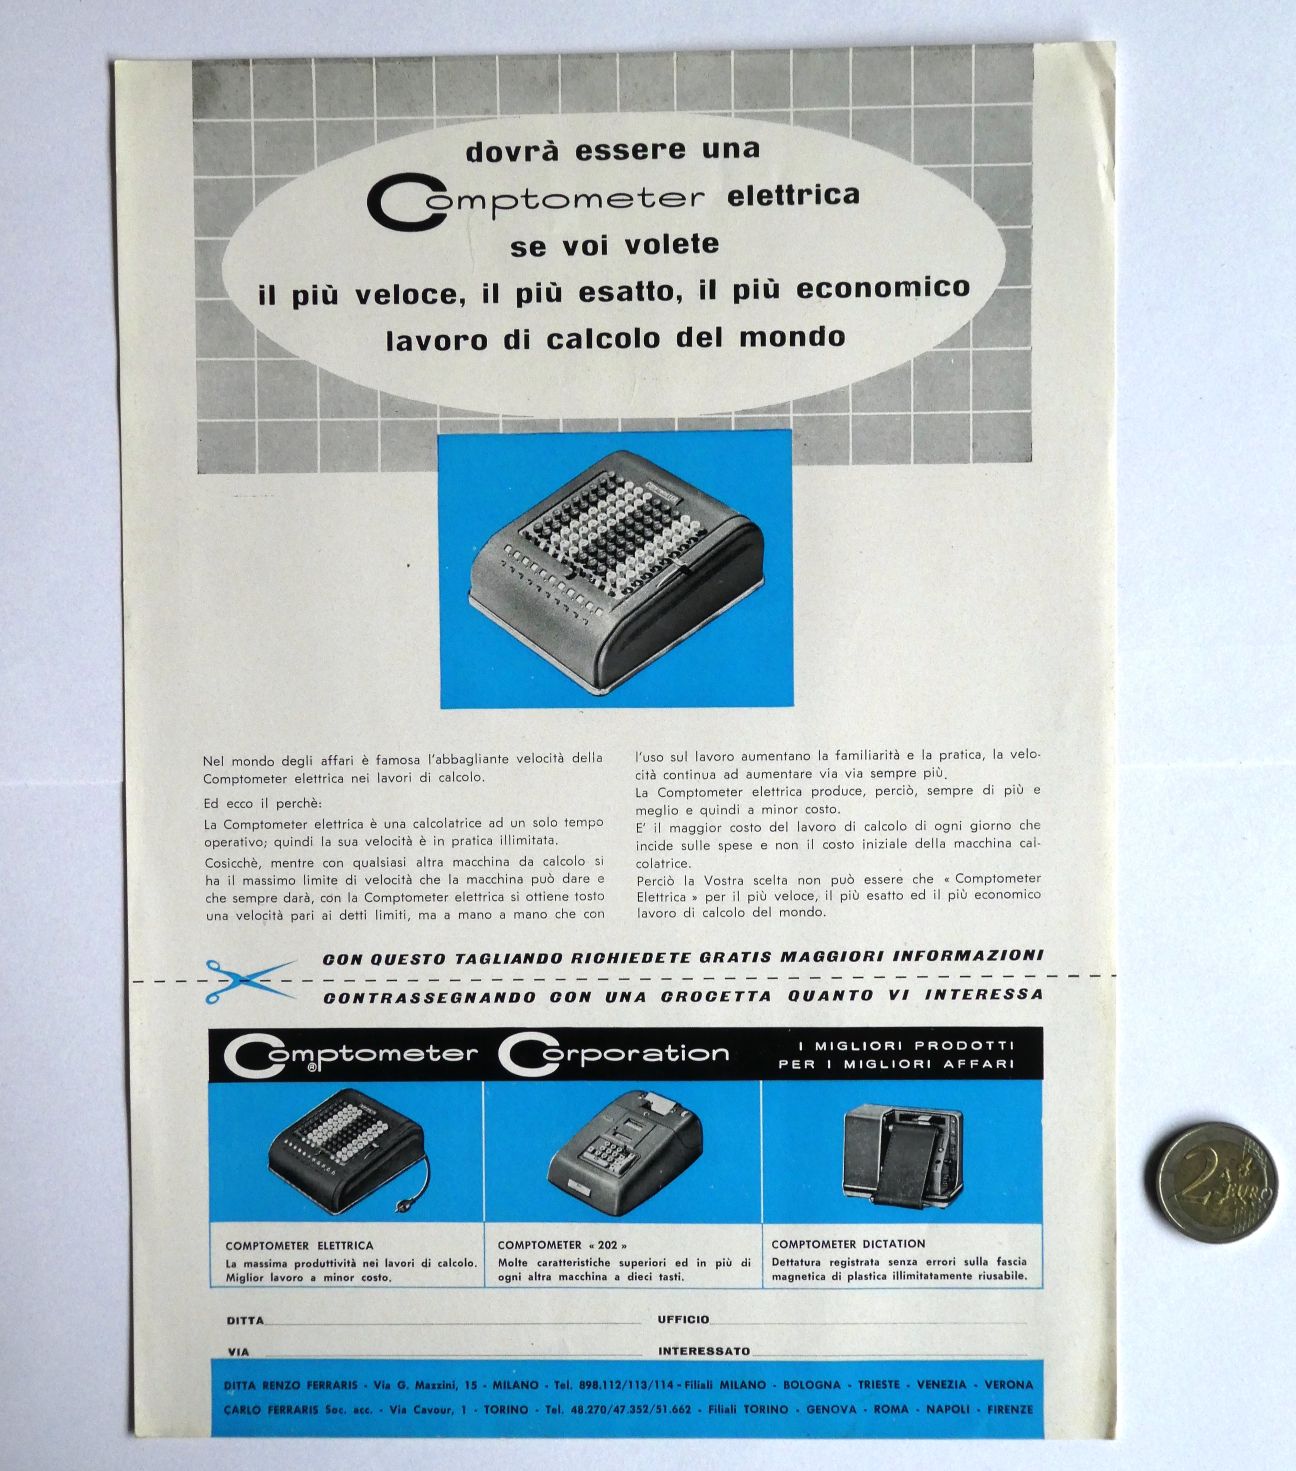 dovrà essere una
Comptometer elettrica
se voi volete
il più veloce, il più esatto, il più economico
lavoro di calcolo del mondo
Nel mondo degli affari è famosa l'abbagliante velocità della
Comptometer elettrica nei lavori di calcolo.
Ed ecco il perchè:
La Comptometer elettrica è una calcolatrice ad un solo tempo
operativo; quindi la sua velocità è in pratica illimitata.
Cosicchè, mentre con qualsiasi altra macchina da calcolo si
ha il massimo limite di velocità che la macchina può dare e
che sempre darà, con la Comptometer elettrica si ottiene tosto
una velocità pari ai detti limiti, ma a mano a mano che con
l'uso sul lavoro aumentano la familiarità e la pratica, la velo-
cità continua ad aumentare via via sempre più.
La Comptometer elettrica produce, perciò, sempre di più e
meglio e quindi a minor costo.
E' il maggior costo del lavoro di calcolo di ogni giorno che
incide sulle spese e non il costo iniziale della macchina cal-
colatrice.
Perciò la Vostra scelta non può essere che « Comptometer
Elettrica » per il più veloce, il più esatto ed il più economico
lavoro di calcolo del mondo.
CON QUESTO TAGLIANDO RICHIEDETE GRATIS MAGGIORI INFORMAZIONI
CONTRASSEGNANDO CON UNA CROCETTA QUANTO VI INTERESSA
Comptometer® Corporation
I MIGLIORI PRODOTTI
PER I MIGLIORI AFFARI
COMPTOMETER ELETTRICA
La massima produttività nei lavori di calcolo.
Miglior lavoro a minor costo.
COMPTOMETER « 202 »
Molte caratteristiche superiori ed in più di
ogni altra macchina a dieci tasti.
COMPTOMETER DICTATION
Dettatura registrata senza errori sulla fascia
magnetica di plastica illimitatamente riusabile.
DITTA UFFICIO
VIA INTERESSATO
DITTA RENZO FERRARIS - Via G. Mazzini, 15 - MILANO - Tel. 898.112/113/114 - Filiali MILANO - BOLOGNA - TRIESTE - VENEZIA - VERONA
CARLO FERRARIS Soc. acc. - Via Cavour, 1 - TORINO - Tel. 48.270/47.352/51.662 - Filiali TORINO - GENOVA - ROMA - NAPOLI - FIRENZE
2 EURO